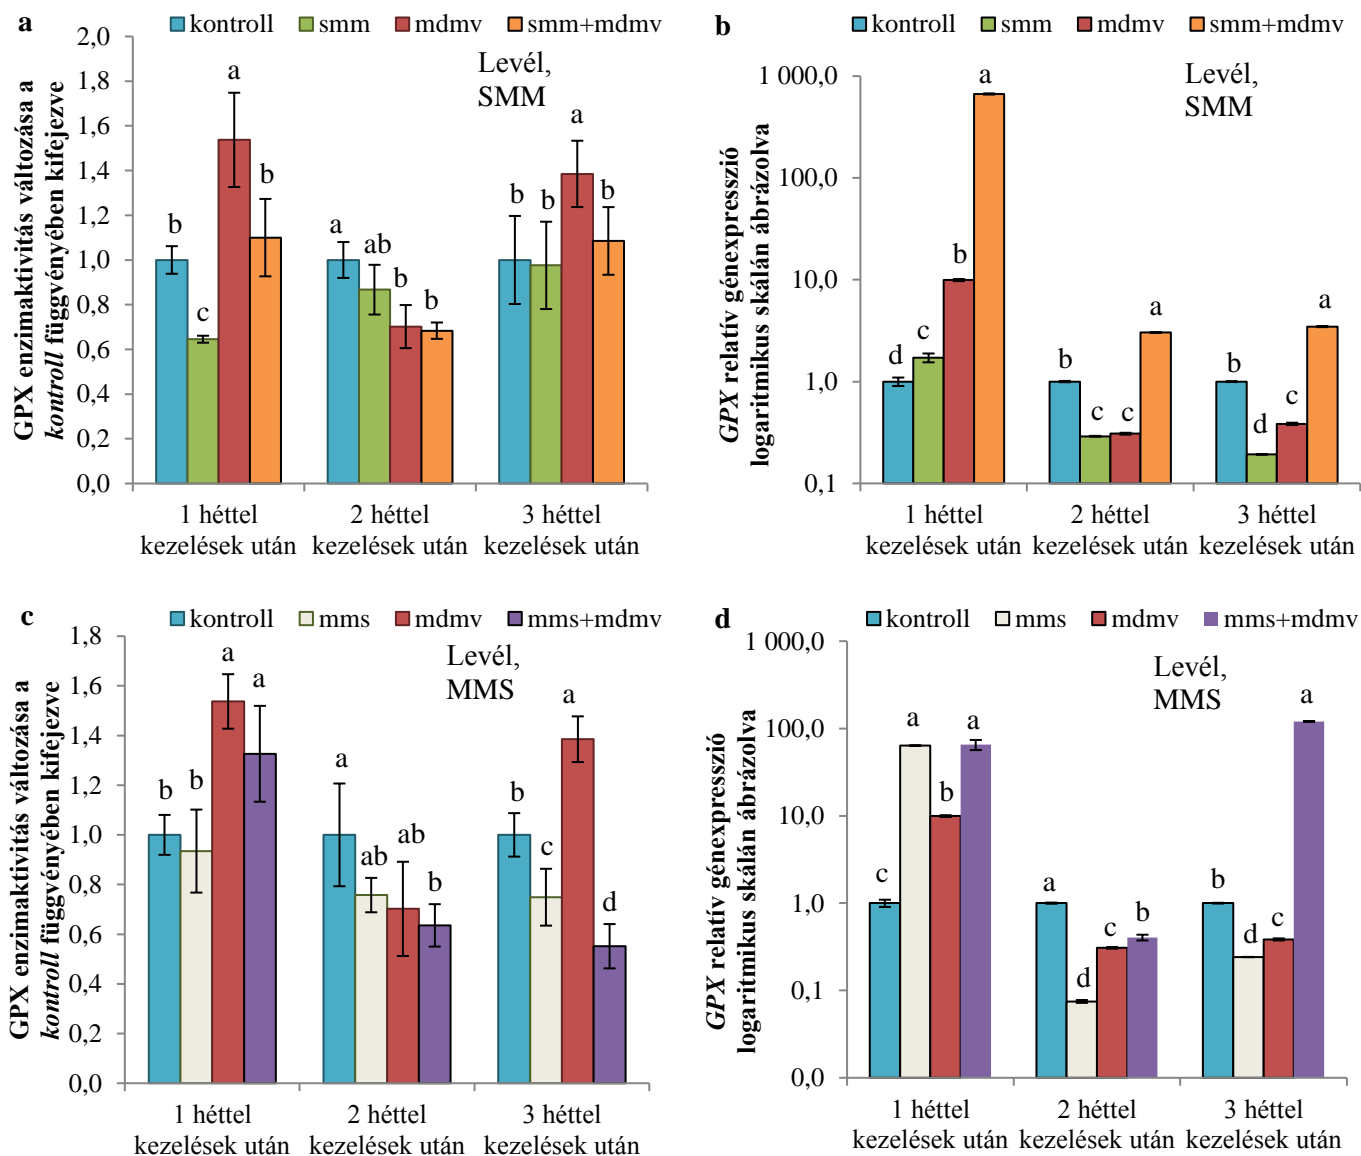 a
kontroll smm mdmv smm+mdmv
Levél,
SMM
GPX enzimaktivitás változása a
kontroll függvényében kifejezve
2,0
1,8
1,6
1,4
1,2
1,0
0,8
0,6
0,4
0,2
0,0
b c a b
a ab b b
b b a b
1 héttel
kezelések után
2 héttel
kezelések után
3 héttel
kezelések után
b
kontroll smm mdmv smm+mdmv
Levél,
SMM
GPX relatív génexpresszió
logaritmikus skálán ábrázolva
1 000,0
100,0
10,0
1,0
0,1
d c b a
b c c a
b d c a
1 héttel
kezelések után
2 héttel
kezelések után
3 héttel
kezelések után
c
kontroll mms mdmv mms+mdmv
Levél,
MMS
GPX enzimaktivitás változása a
kontroll függvényében kifejezve
1,8
1,6
1,4
1,2
1,0
0,8
0,6
0,4
0,2
0,0
b b a a
a ab ab b
b c a d
1 héttel
kezelések után
2 héttel
kezelések után
3 héttel
kezelések után
d
kontroll mms mdmv mms+mdmv
Levél,
MMS
GPX relatív génexpresszió
logaritmikus skálán ábrázolva
1 000,0
100,0
10,0
1,0
0,1
0,0
c a b a
a d c b
b d c a
1 héttel
kezelések után
2 héttel
kezelések után
3 héttel
kezelések után